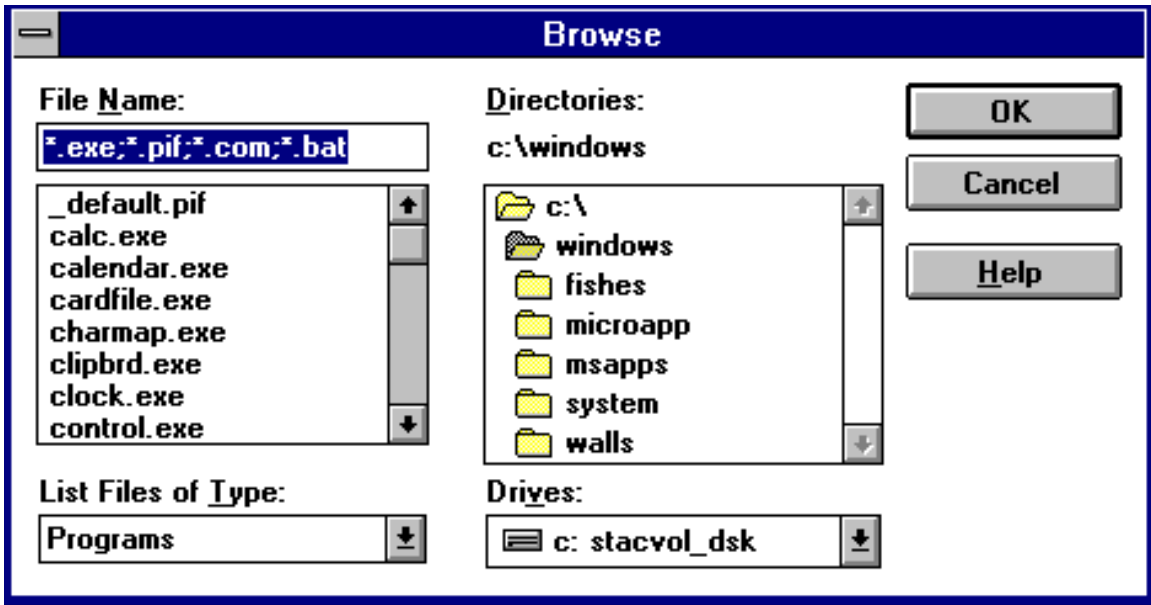 Browse
File Name:
*.exe;*.pif;*.com;*.bat
_default.pif
calc.exe
calendar.exe
cardfile.exe
charmap.exe
clipbrd.exe
clock.exe
control.exe
List Files of Type:
Programs
Directories:
c:\windows
c:\
windows
fishes
microapp
msapps
system
walls
Drives:
c: stacvol_dsk
OK
Cancel
Help